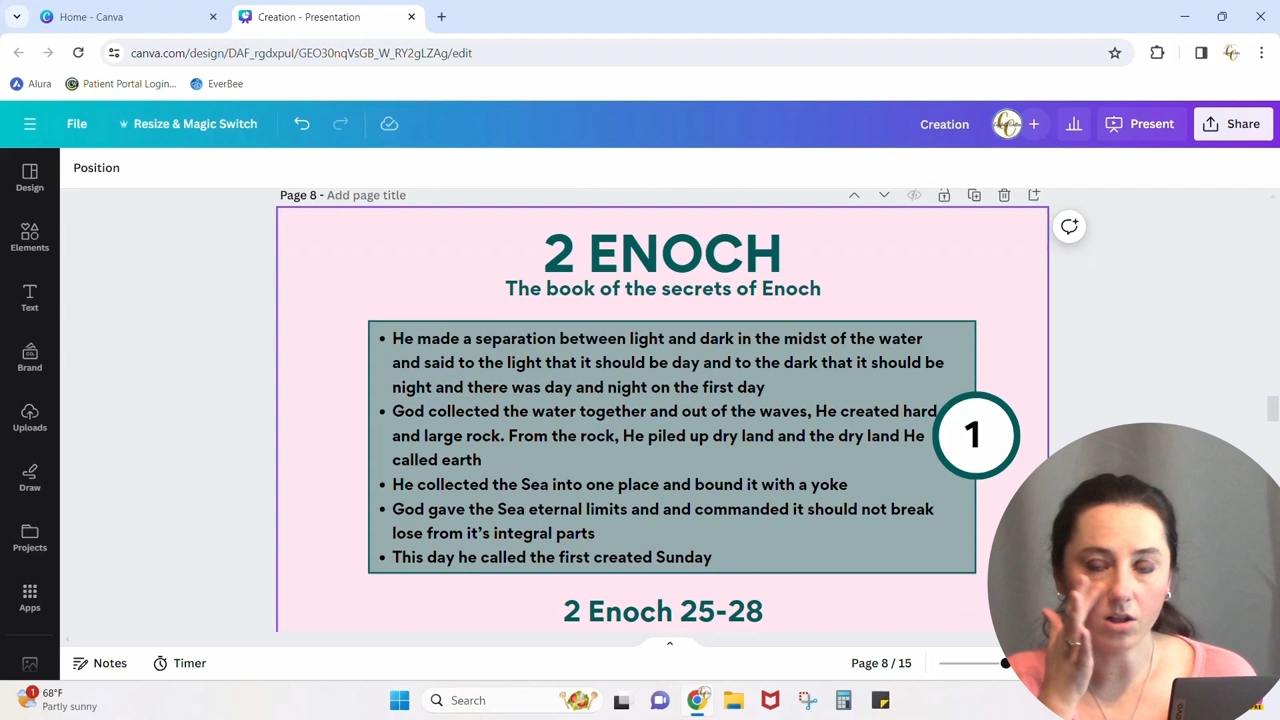 Home - Canva
Creation - Presentation
canva.com/design/DAF_rgdxpuI/GEO30nqVsGB_W_RY2gLZAg/edit
Alura
Patient Portal Login...
EverBee
File
Resize & Magic Switch
Creation
Present
Share
Position
Design
Elements
Text
Brand
Uploads
Draw
Projects
Apps
Page 8 - Add page title
2 ENOCH
The book of the secrets of Enoch
• He made a separation between light and dark in the midst of the water
and said to the light that it should be day and to the dark that it should be
night and there was day and night on the first day
• God collected the water together and out of the waves, He created hard
and large rock. From the rock, He piled up dry land and the dry land He
called earth
• He collected the Sea into one place and bound it with a yoke
• God gave the Sea eternal limits and and commanded it should not break
lose from it's integral parts
• This day he called the first created Sunday
1
2 Enoch 25-28
Notes
Timer
Page 8 / 15
1
68°F
Partly sunny
Search